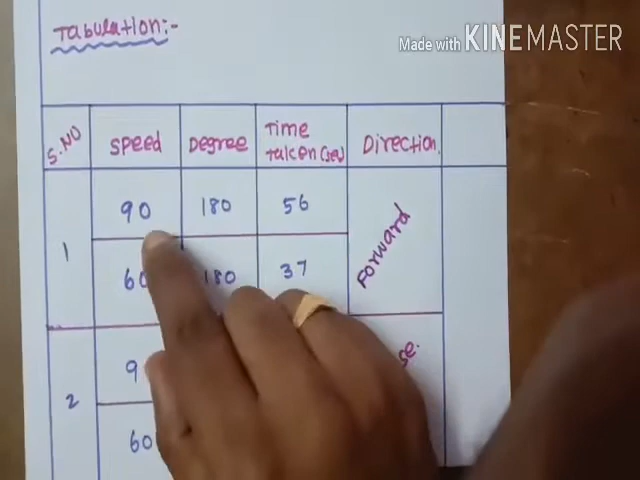 Tabulation:-
Made with KINEMASTER
S.NO Speed Degree Time Taken(sec) Direction.
1 90 180 56 Forward
60 180 37
2
60